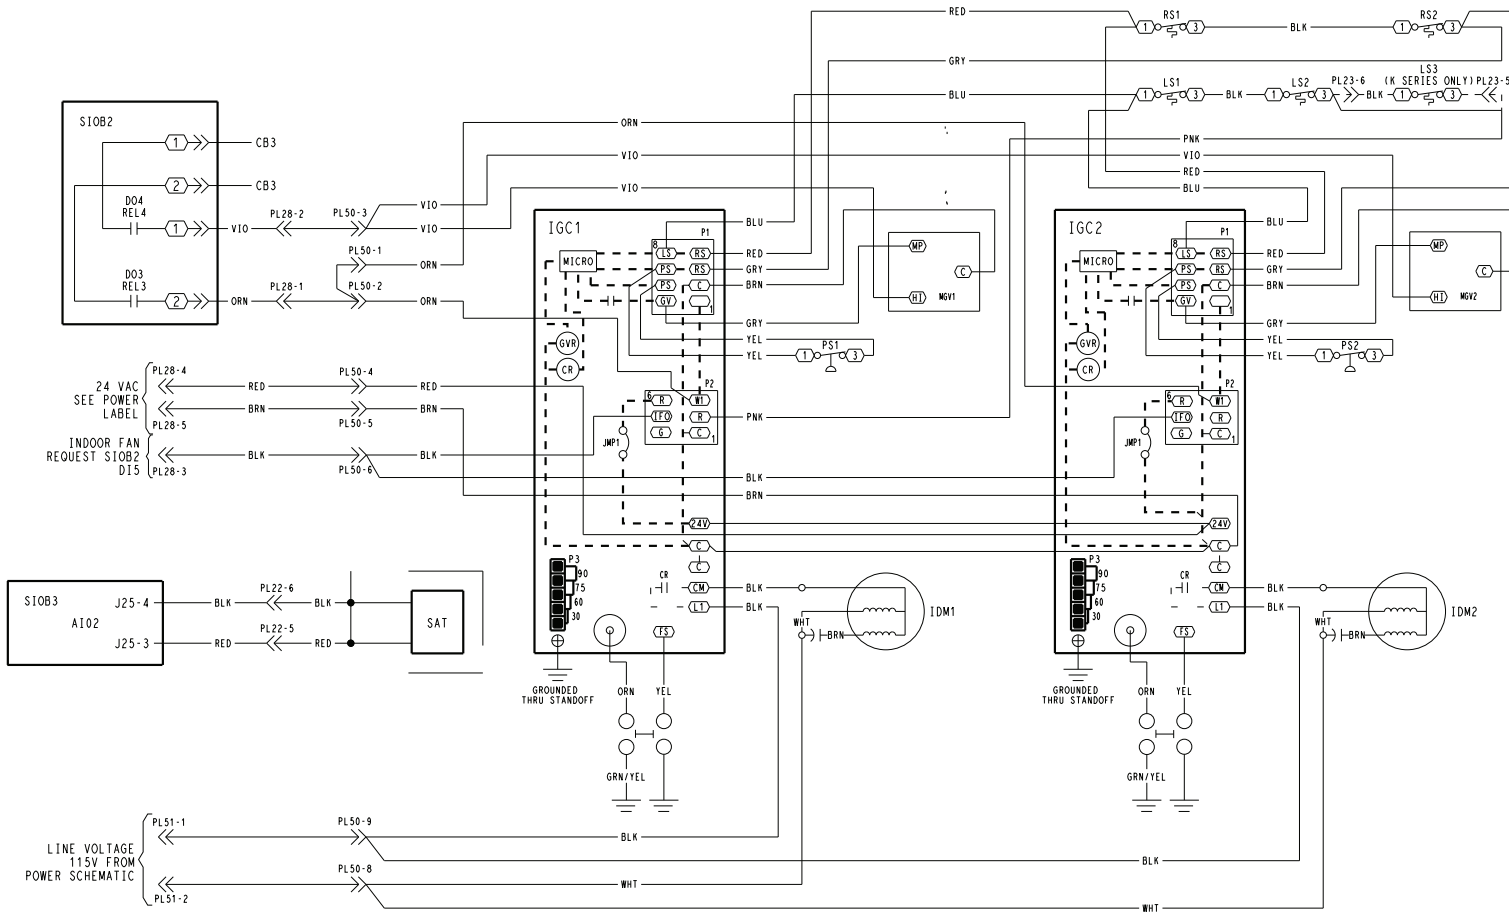 RED
RS1
1
3
BLK
RS2
1
3
GRY
BLU
LS1
1
3
BLK
LS2
1
3
PL23-6
BLK
LS3
(K SERIES ONLY)
1
3
PL23-5
ORN
PNK
VIO
VIO
RED
VIO
BLU
SIOB2
1
CB3
2
CB3
DO4
REL4
1
VIO
PL28-2
PL50-3
VIO
VIO
PL50-1
ORN
DO3
REL3
2
ORN
PL28-1
PL50-2
ORN
24 VAC
SEE POWER
LABEL
PL28-4
RED
PL50-4
RED
BRN
BRN
PL28-5
PL50-5
INDOOR FAN
REQUEST SIOB2
DI5
BLK
BLK
PL28-3
PL50-6
IGC1
MICRO
P1
8
LS
RS
PS
RS
PS
C
GV
1
GVR
CR
P2
6
R
W1
IFO
R
G
C
1
JMP1
24V
C
C
P3
90
75
60
30
CR
CM
L1
FS
GROUNDED
THRU STANDOFF
ORN
YEL
GRN/YEL
BLU
RED
GRY
BRN
GRY
YEL
YEL
1
PS1
3
MP
C
HI
MGV1
PNK
BLK
BRN
BLK
BLK
WHT
BRN
IDM1
IGC2
MICRO
P1
8
LS
RS
PS
RS
PS
C
GV
1
GVR
CR
P2
6
R
W1
IFO
R
G
C
1
JMP1
24V
C
C
P3
90
75
60
30
CR
CM
L1
FS
GROUNDED
THRU STANDOFF
ORN
YEL
GRN/YEL
BLU
RED
GRY
BRN
GRY
YEL
YEL
1
PS2
3
MP
C
HI
MGV2
BLK
BLK
WHT
BRN
IDM2
SIOB3
AI02
J25-4
BLK
PL22-6
BLK
J25-3
RED
PL22-5
RED
SAT
LINE VOLTAGE
115V FROM
POWER SCHEMATIC
PL51-1
PL50-9
BLK
BLK
PL50-8
WHT
PL51-2
WHT